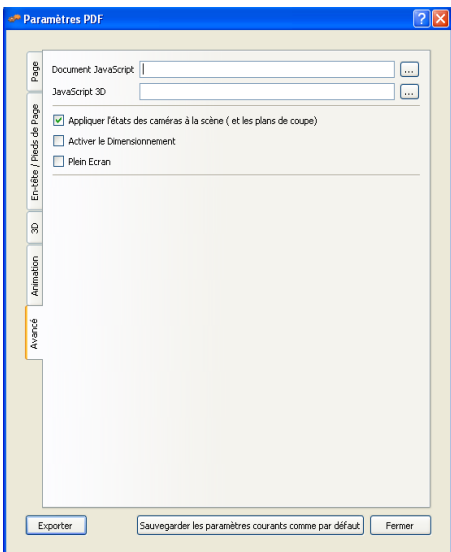 Paramètres PDF
Page
En-tête / Pieds de Page
3D
Animation
Avancé
Document JavaScript
...
JavaScript 3D
...
Appliquer l'états des caméras à la scène ( et les plans de coupe)
Activer le Dimensionnement
Plein Ecran
Exporter
Sauvegarder les paramètres courants comme par défaut
Fermer